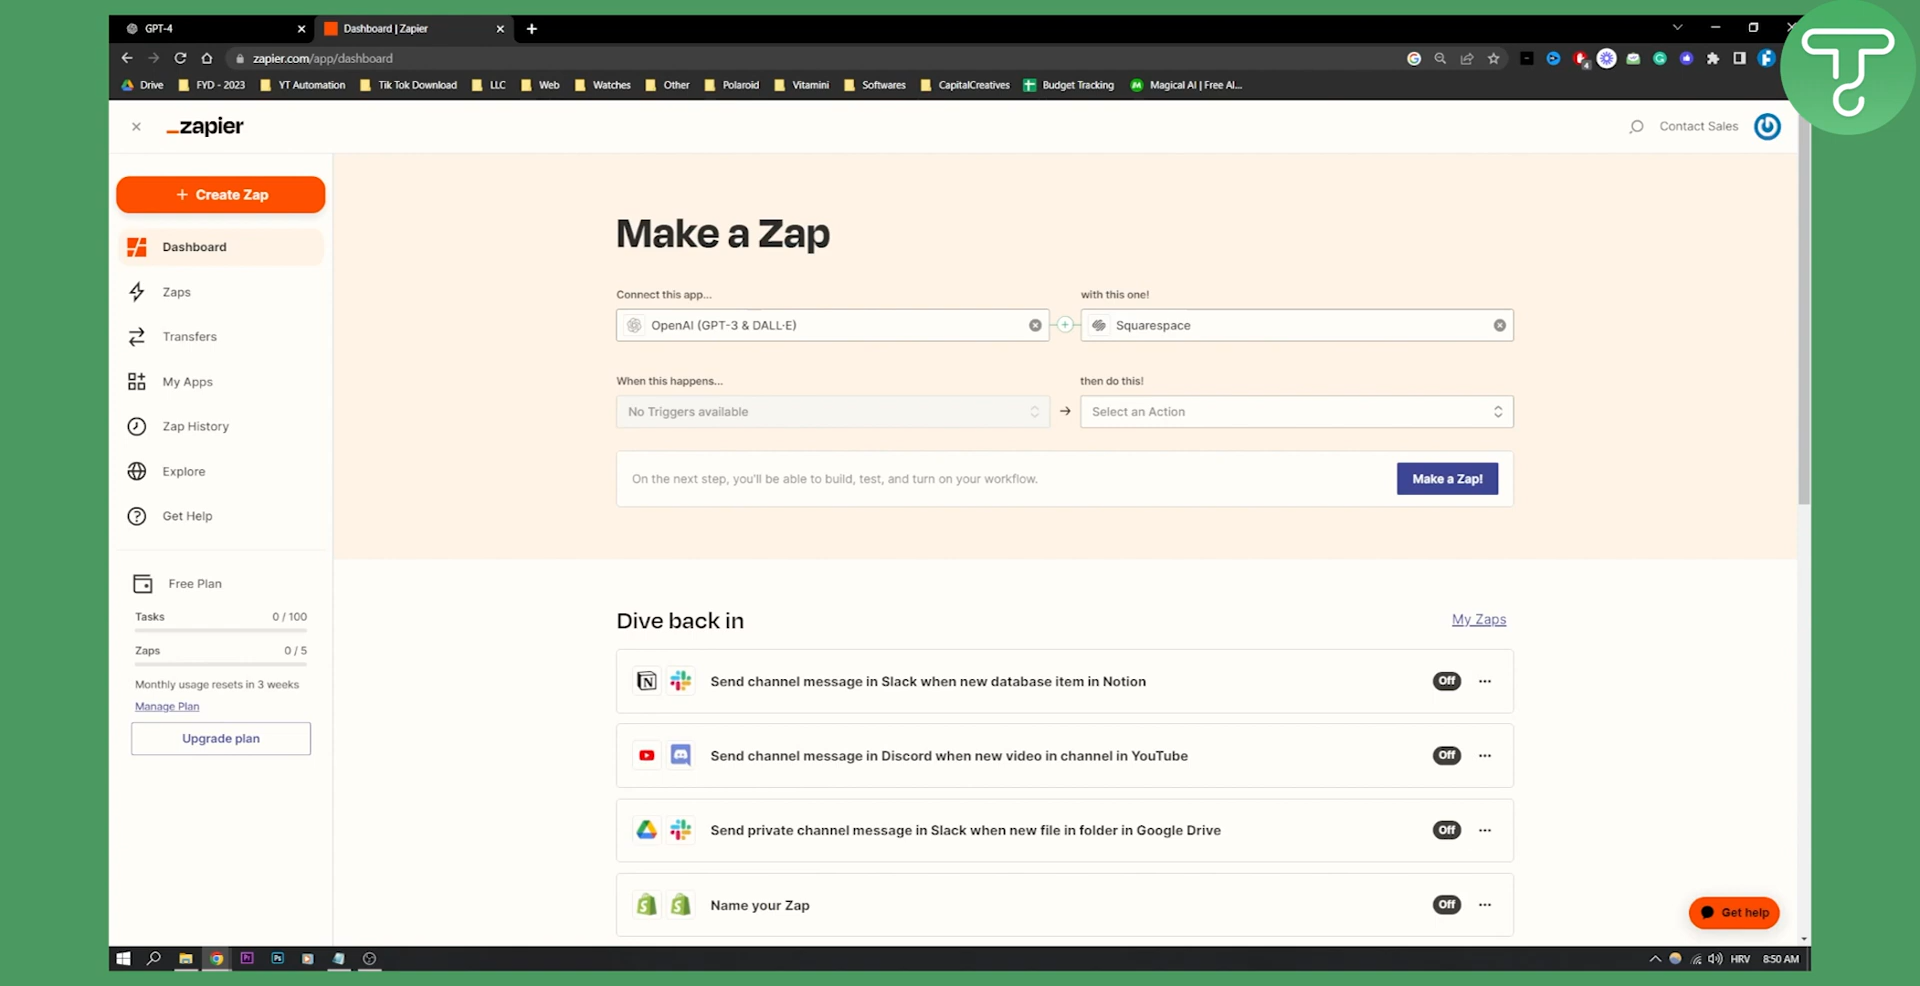 GPT-4
Dashboard | Zapier
zapier.com/app/dashboard
4
Drive
FYD - 2023
YT Automation
Tik Tok Download
LLC
Web
Watches
Other
Polaroid
Vitamini
Softwares
CapitalCreatives
Budget Tracking
Magical AI | Free AI...
zapier
Contact Sales
+ Create Zap
Dashboard
Zaps
Transfers
My Apps
Zap History
Explore
Get Help
Free Plan
Tasks 0 / 100
Zaps 0 / 5
Monthly usage resets in 3 weeks
Manage Plan
Upgrade plan
Make a Zap
Connect this app...
with this one!
OpenAI (GPT-3 & DALL·E)
Squarespace
When this happens...
then do this!
No Triggers available
Select an Action
On the next step, you'll be able to build, test, and turn on your workflow.
Make a Zap!
Dive back in
My Zaps
Send channel message in Slack when new database item in Notion
Off
Send channel message in Discord when new video in channel in YouTube
Off
Send private channel message in Slack when new file in folder in Google Drive
Off
Name your Zap
Off
Get help
Pr
Ps
HRV
8:50 AM